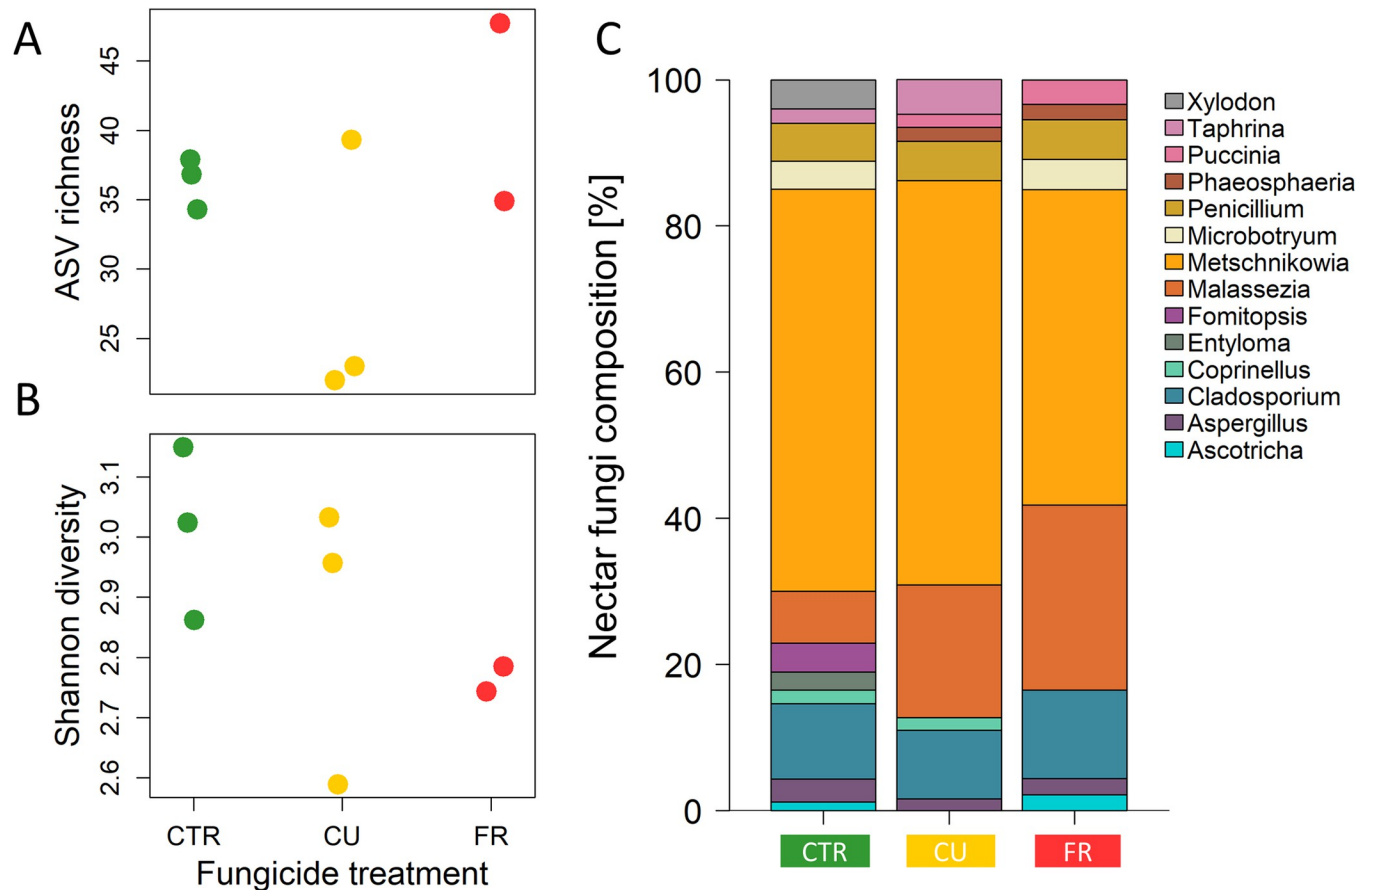 A
ASV richness
45
40
35
30
25
B
Shannon diversity
3.1
3.0
2.9
2.8
2.7
2.6
CTR CU FR
Fungicide treatment
C
Nectar fungi composition [%]
100
80
60
40
20
0
CTR CU FR
Xylodon
Taphrina
Puccinia
Phaeosphaeria
Penicillium
Microbotryum
Metschnikowia
Malassezia
Fomitopsis
Entyloma
Coprinellus
Cladosporium
Aspergillus
Ascotricha